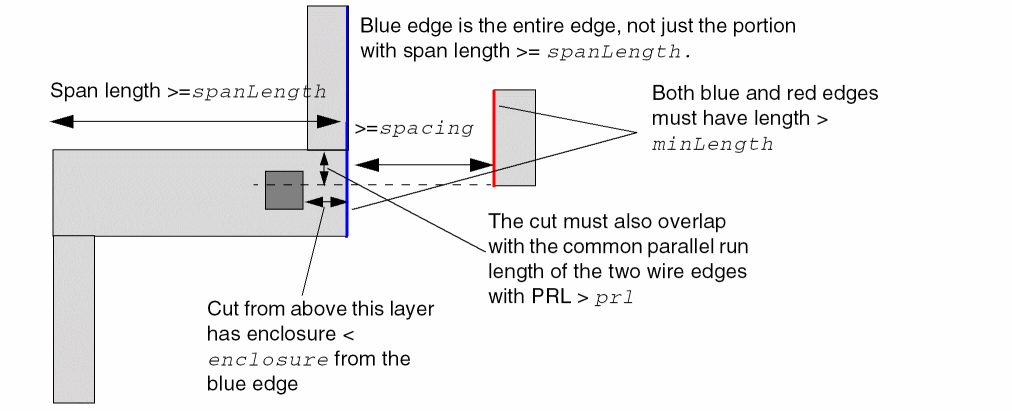 Blue edge is the entire edge, not just the portion
with span length >= spanLength.
Span length >=spanLength
>=spacing
Both blue and red edges
must have length >
minLength
The cut must also overlap
with the common parallel run
length of the two wire edges
with PRL > prl
Cut from above this layer
has enclosure <
enclosure from the
blue edge